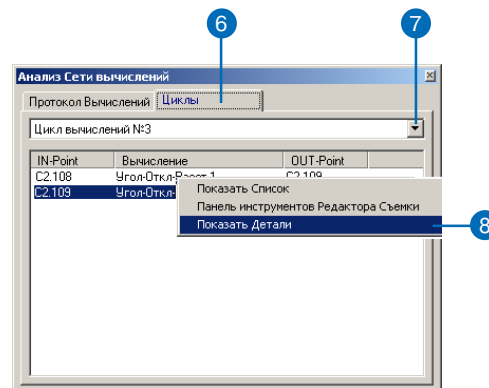 6
7
Анализ Сети вычислений
Протокол Вычислений Циклы
Цикл вычислений №3
IN-Point Вычисление OUT-Point
C2.108 Угол-Откл-Расст 1 C2.109
C2.109 Угол-Откл-
Показать Список
Панель инструментов Редактора Съемки
Показать Детали
8